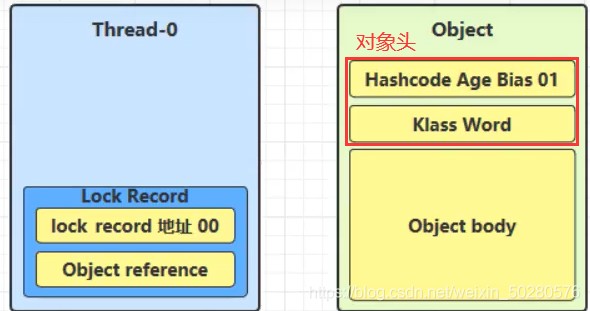 Thread-0
Lock Record
lock record 地址 00
Object reference
对象头
Object
Hashcode Age Bias 01
Klass Word
Object body
https://blog.csdn.net/weixin_50280576